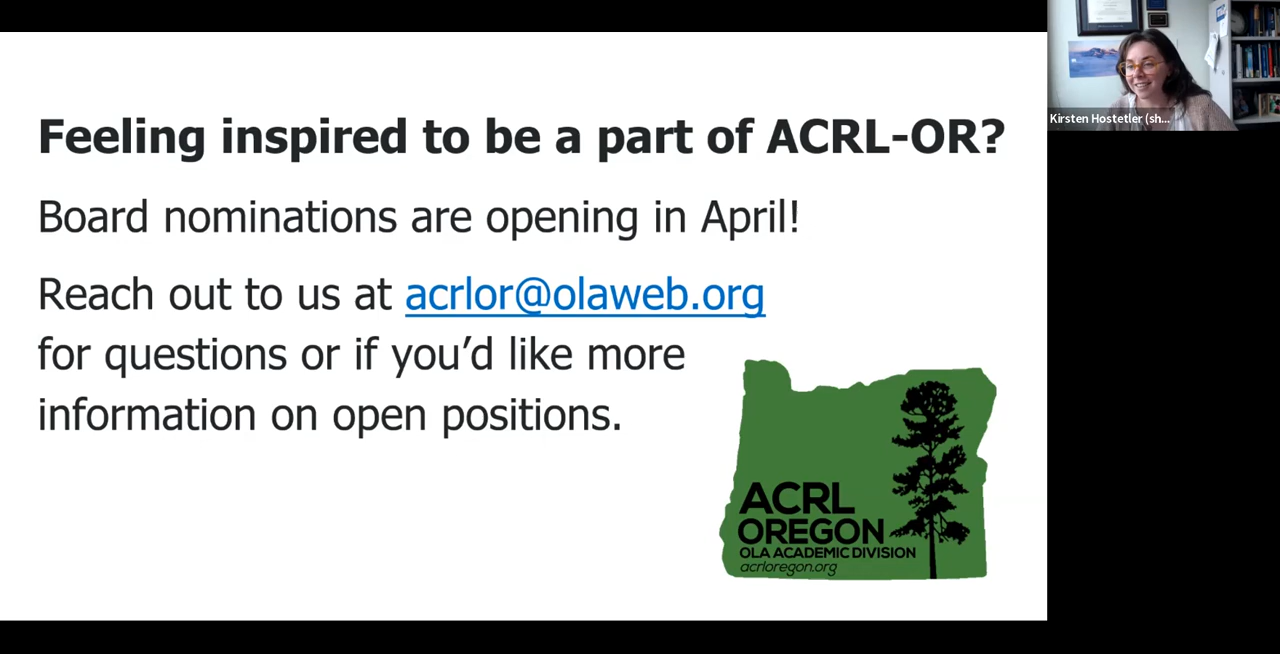 Feeling inspired to be a part of ACRL-OR?
Board nominations are opening in April!
Reach out to us at acrlor@olaweb.org
for questions or if you'd like more
information on open positions.
ACRL
OREGON
OLA ACADEMIC DIVISION
acrloregon.org
Kirsten Hostetler (sh...